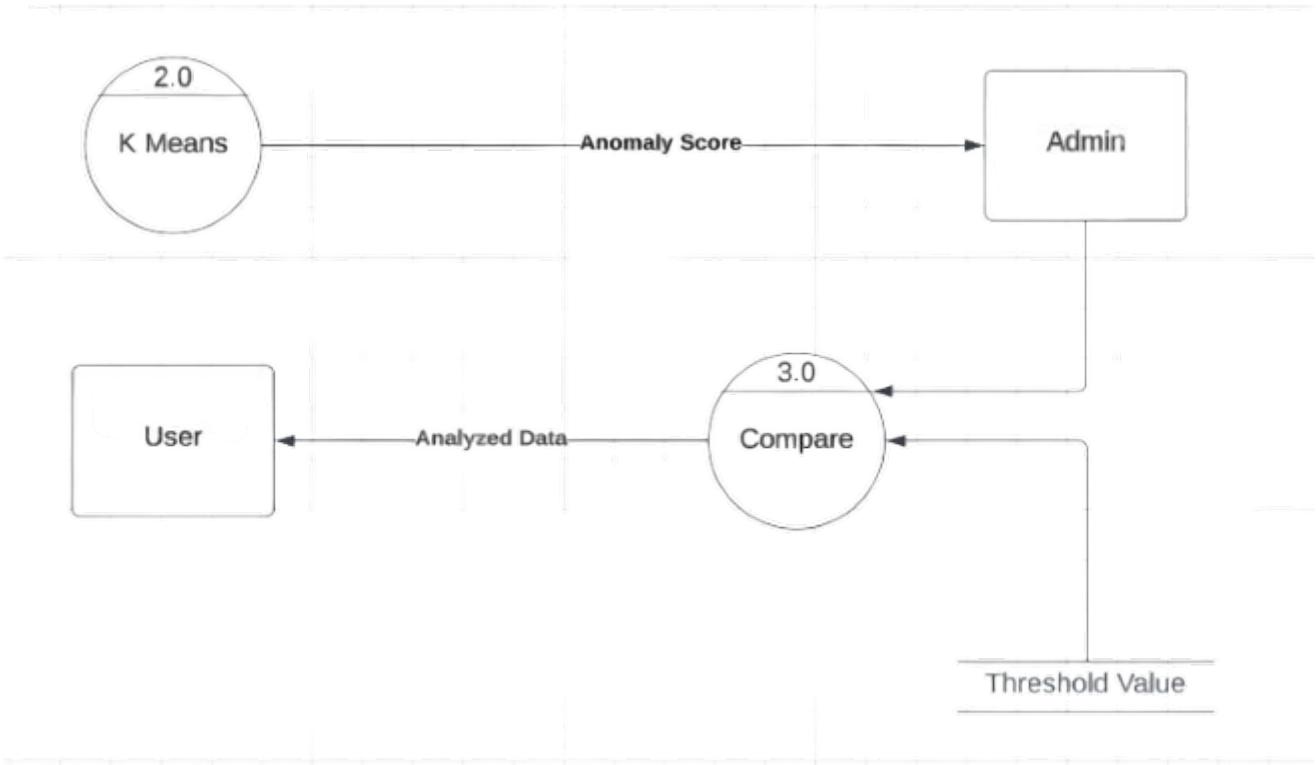 2.0
K Means
Anomaly Score
Admin
User
Analyzed Data
3.0
Compare
Threshold Value